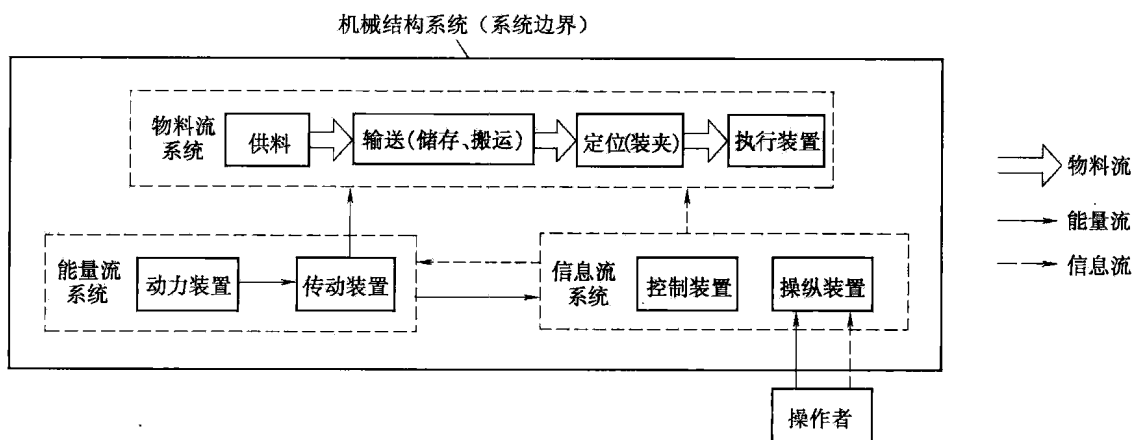 机械结构系统（系统边界）
物料流
系统
供料
输送(储存、搬运)
定位(装夹)
执行装置
物料流
能量流
信息流
能量流
系统
动力装置
传动装置
信息流
系统
控制装置
操纵装置
操作者